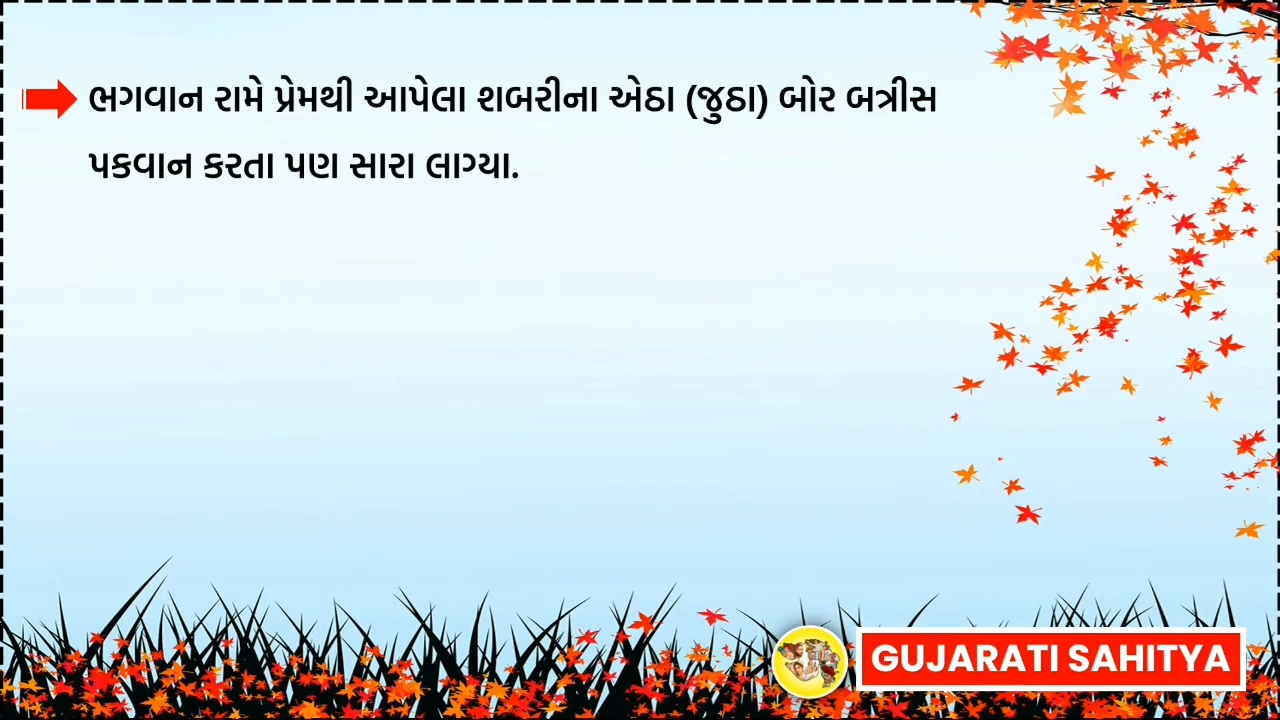 ભગવાન રામે પ્રેમથી આપેલા શબરીના એઠા (જુઠા) બોર બત્રીસ
પકવાન કરતા પણ સારા લાગ્યા.
GUJARATI SAHITYA